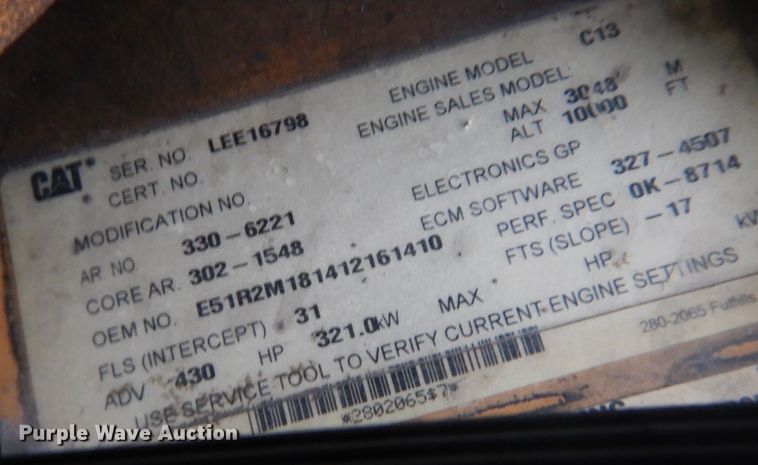 CAT
SER. NO. LEE16798 ENGINE MODEL C13
CERT. NO. ENGINE SALES MODEL:
MAX 3048 M
ALT 10000 FT
MODIFICATION NO.
AR. NO 330-6221 ELECTRONICS GP
CORE AR. 302-1548 ECM SOFTWARE 327-4507
OEM NO. E51R2M181412161410 PERF. SPEC 0K-8714
FLS (INTERCEPT) 31 FTS (SLOPE) -17
ADV 430 HP 321.0 kW MAX HP kW
USE SERVICE TOOL TO VERIFY CURRENT ENGINE SETTINGS
*2802065$7*
280-2065 Fulfills
Purple Wave Auction